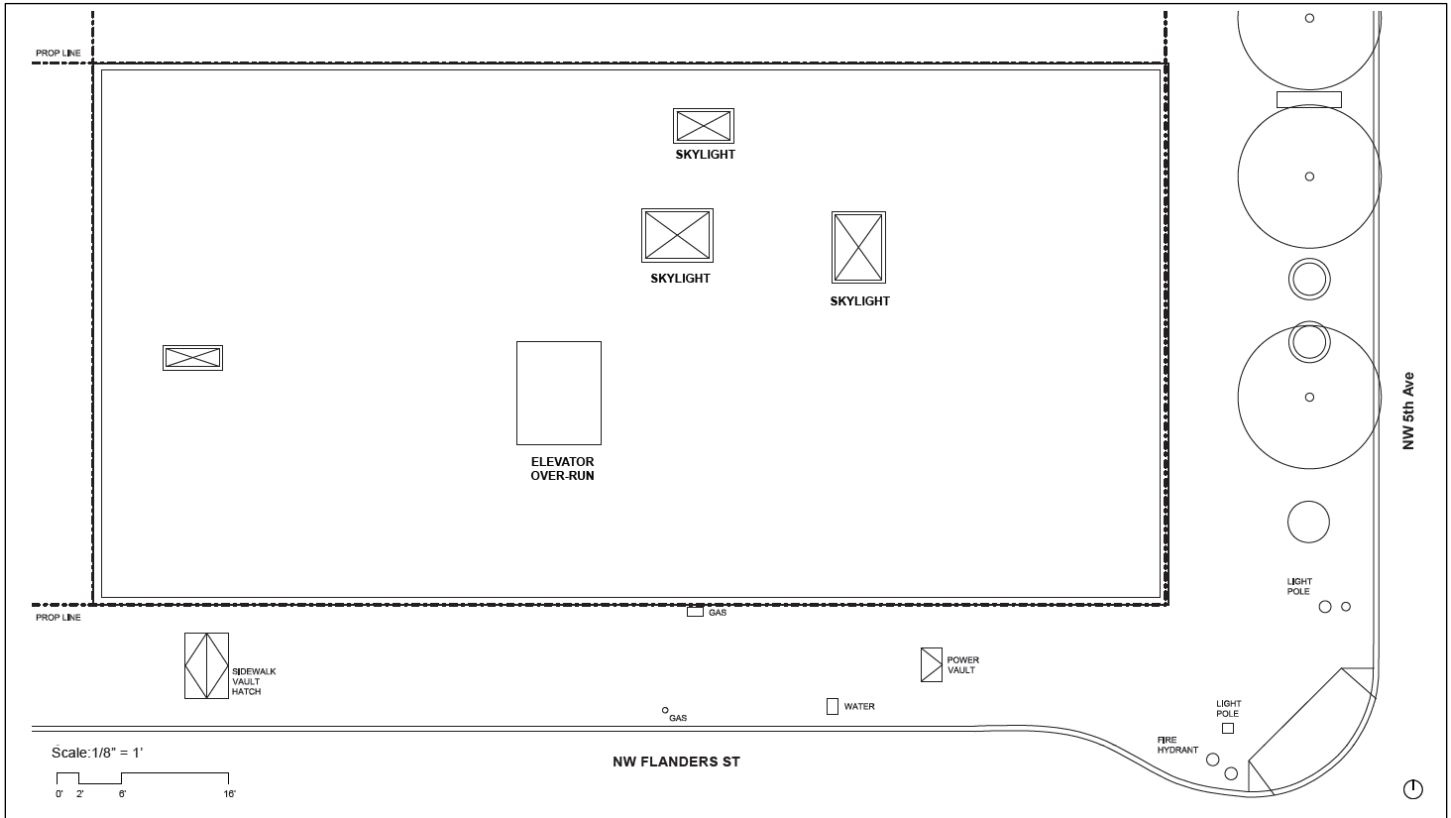 PROP LINE
SKYLIGHT
SKYLIGHT
SKYLIGHT
ELEVATOR
OVER-RUN
NW 5th Ave
LIGHT
POLE
PROP LINE
GAS
SIDEWALK
VAULT
HATCH
POWER
VAULT
WATER
GAS
LIGHT
POLE
FIRE
HYDRANT
Scale:1/8" = 1'
NW FLANDERS ST
0' 2' 6' 16'